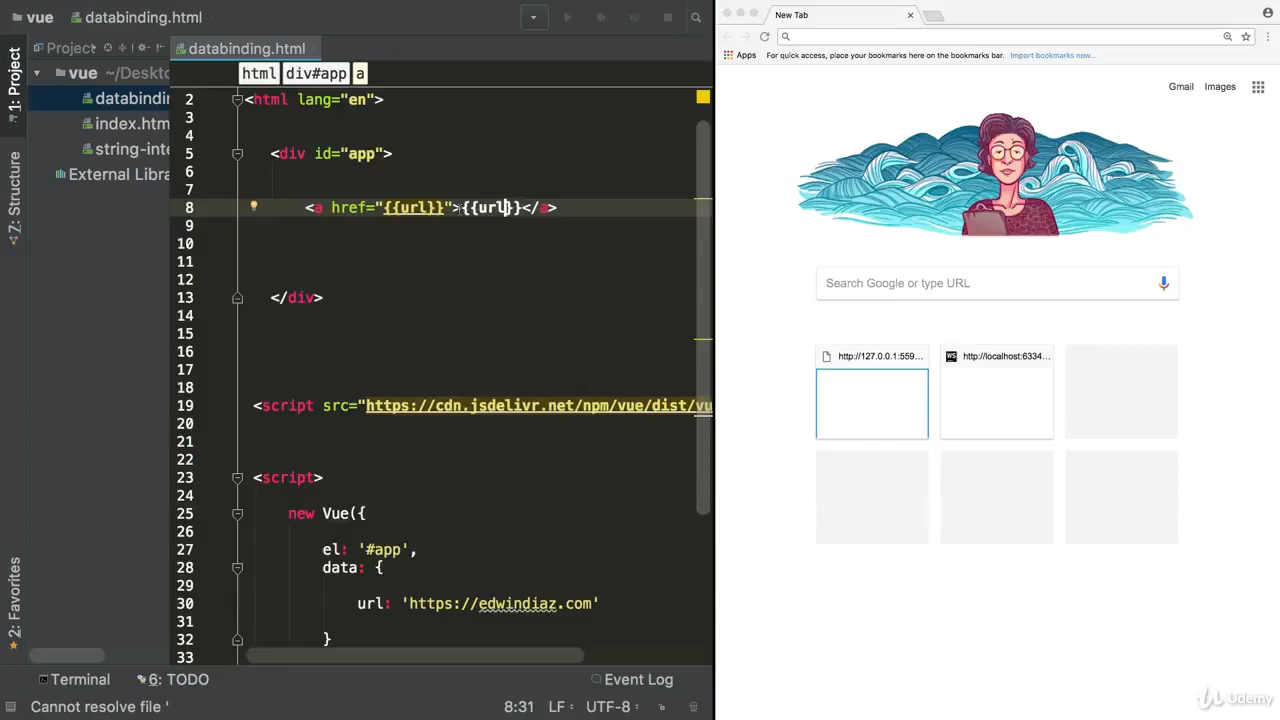 vue databinding.html
Project
databinding.html
html div#app a
1: Project
vue ~/Deskto
databindin
index.htm
string-inte
External Libra
7: Structure
2: Favorites
2 <html lang="en">
3
4
5 <div id="app">
6
7
8 <a href="{{url}}">{{url}}</a>
9
10
11
12
13 </div>
14
15
16
17
18
19 <script src="https://cdn.jsdelivr.net/npm/vue/dist/vu
20
21
22
23 <script>
24
25 new Vue({
26
27 el: '#app',
28 data: {
29
30 url: 'https://edwindiaz.com'
31
32 }
33
Terminal 6: TODO Event Log
Cannot resolve file ' 8:31 LF UTF-8
New Tab
Apps For quick access, place your bookmarks here on the bookmarks bar. Import bookmarks now...
Gmail Images
Search Google or type URL
http://127.0.0.1:559... WS http://localhost:6334...
Udemy